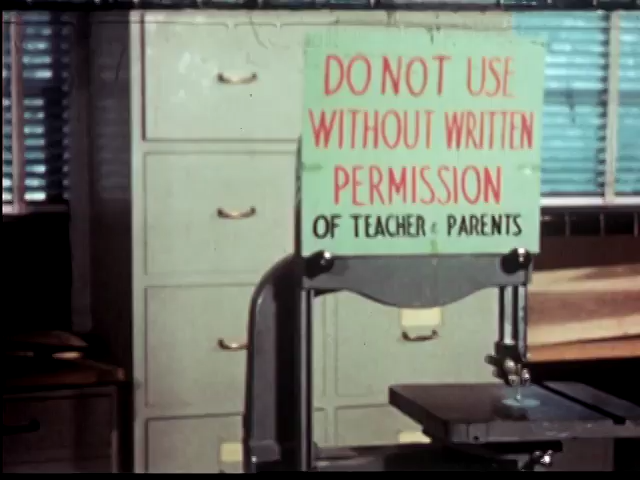 DO NOT USE
WITHOUT WRITTEN
PERMISSION
OF TEACHER & PARENTS